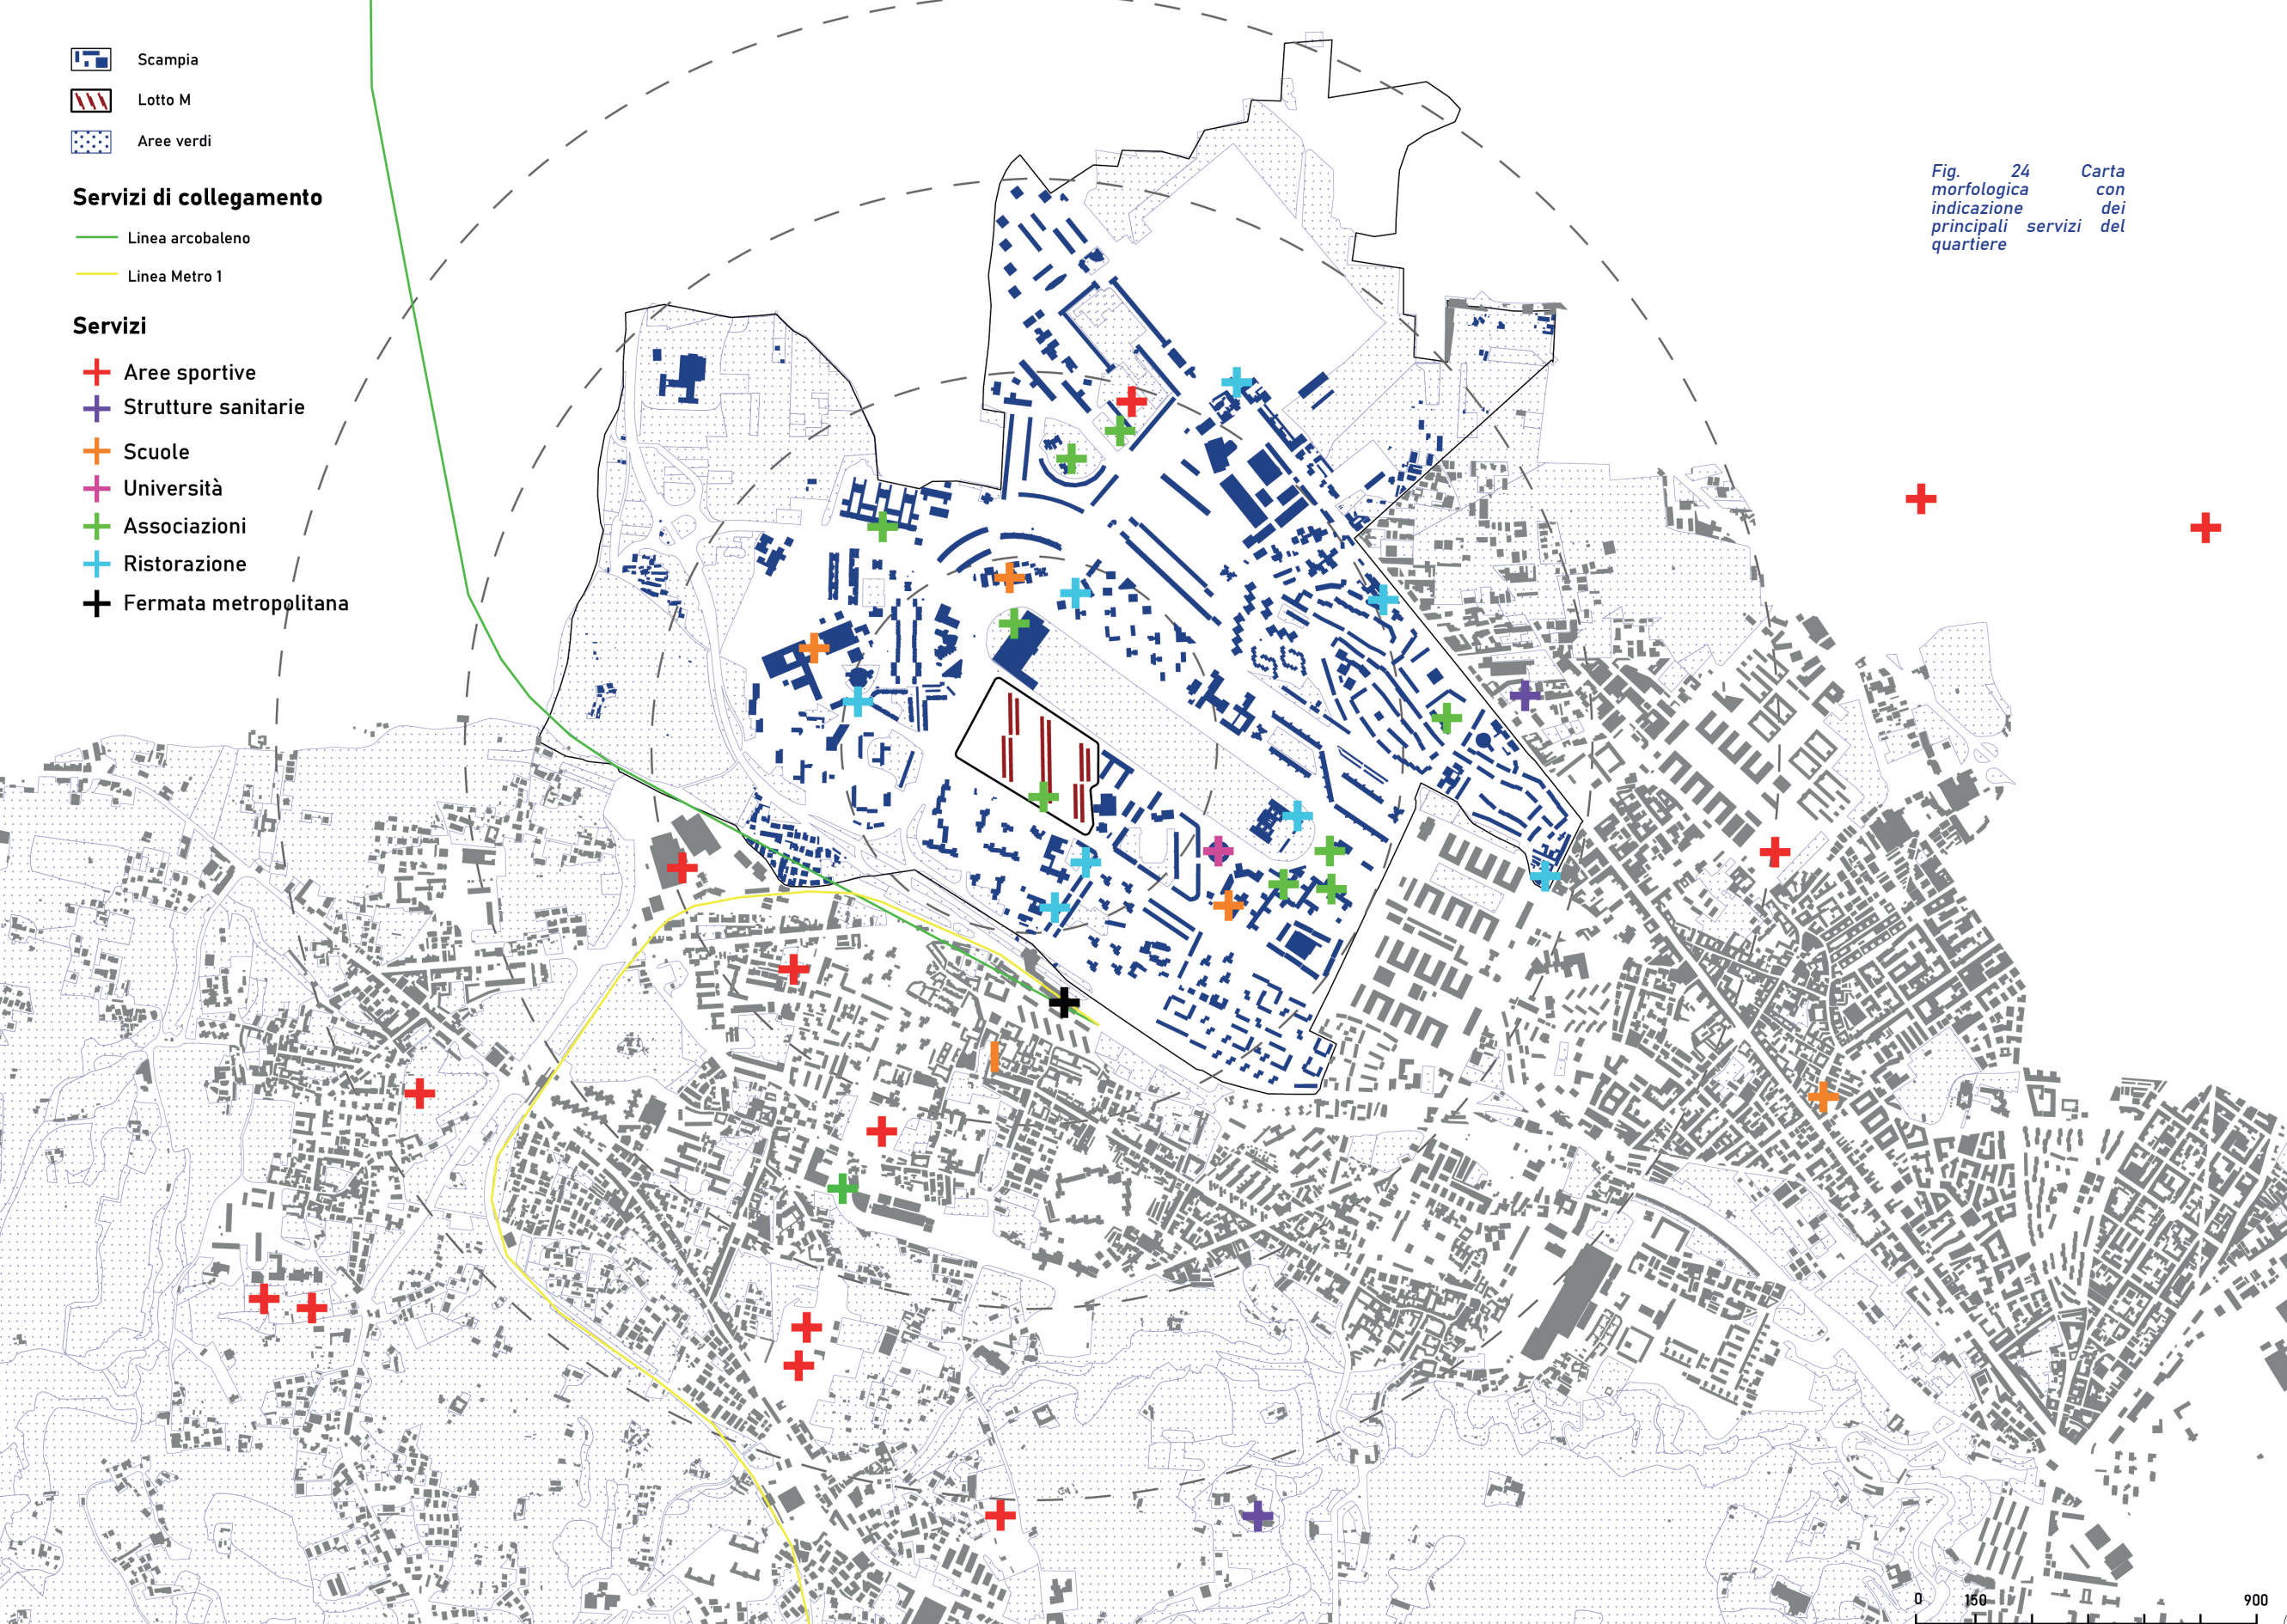 Scampia
Lotto M
Aree verdi
Servizi di collegamento
Linea arcobaleno
Linea Metro 1
Servizi
Aree sportive
Strutture sanitarie
Scuole
Università
Associazioni
Ristorazione
Fermata metropolitana
Fig. 24 Carta
morfologica con
indicazione dei
principali servizi del
quartiere
0 150 900